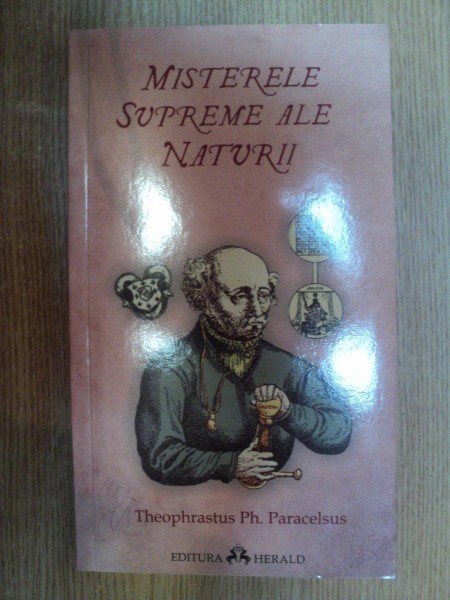 MISTERELE
SUPREME ALE
NATURII
Theophrastus Ph. Paracelsus
EDITURA HERALD